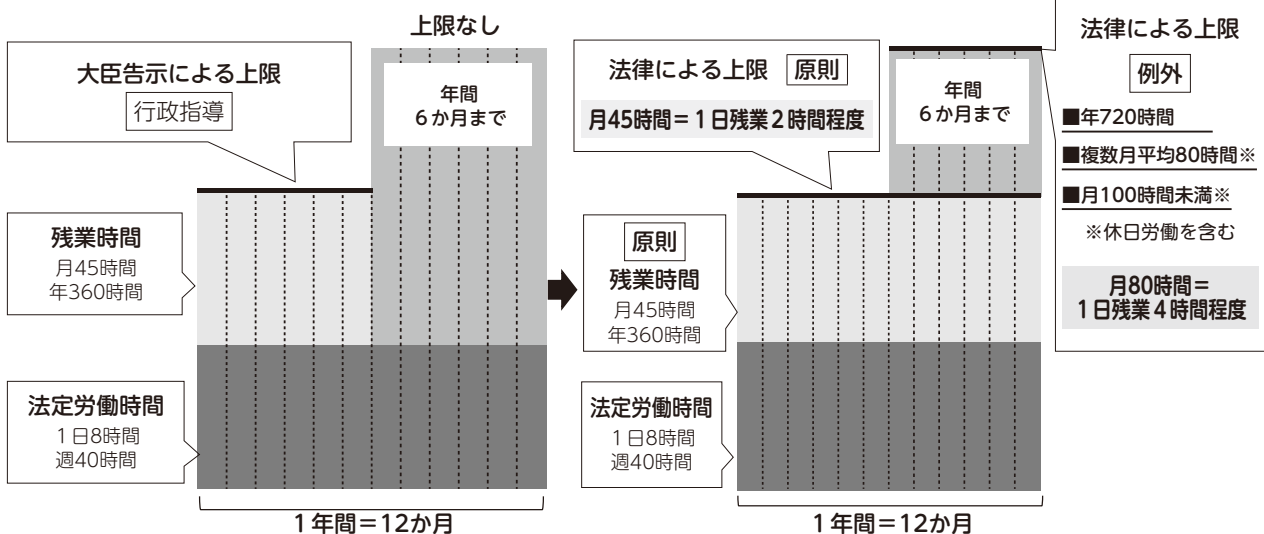 上限なし
大臣告示による上限
行政指導
年間
６か月まで
残業時間
月45時間
年360時間
法定労働時間
１日8時間
週40時間
１年間＝12か月
法律による上限 原則
月45時間＝１日残業２時間程度
年間
６か月まで
原則
残業時間
月45時間
年360時間
法定労働時間
１日8時間
週40時間
１年間＝12か月
法律による上限
例外
■年720時間
■複数月平均80時間※
■月100時間未満※
※休日労働を含む
月80時間＝
１日残業４時間程度